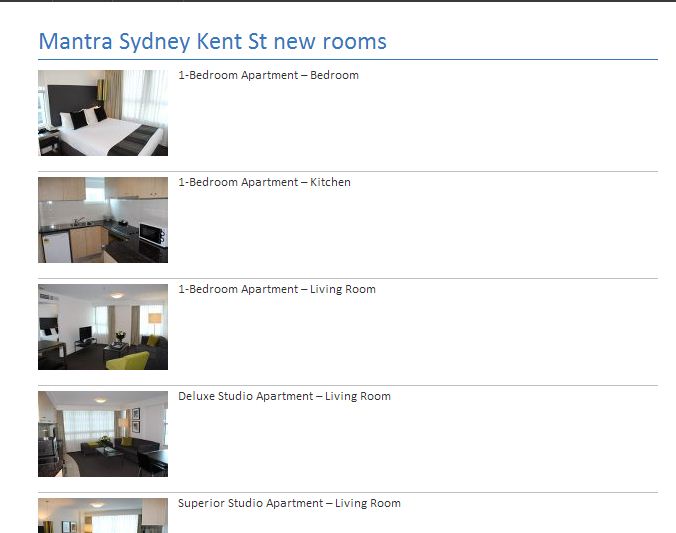 Mantra Sydney Kent St new rooms
1-Bedroom Apartment – Bedroom
1-Bedroom Apartment – Kitchen
1-Bedroom Apartment – Living Room
Deluxe Studio Apartment – Living Room
Superior Studio Apartment – Living Room